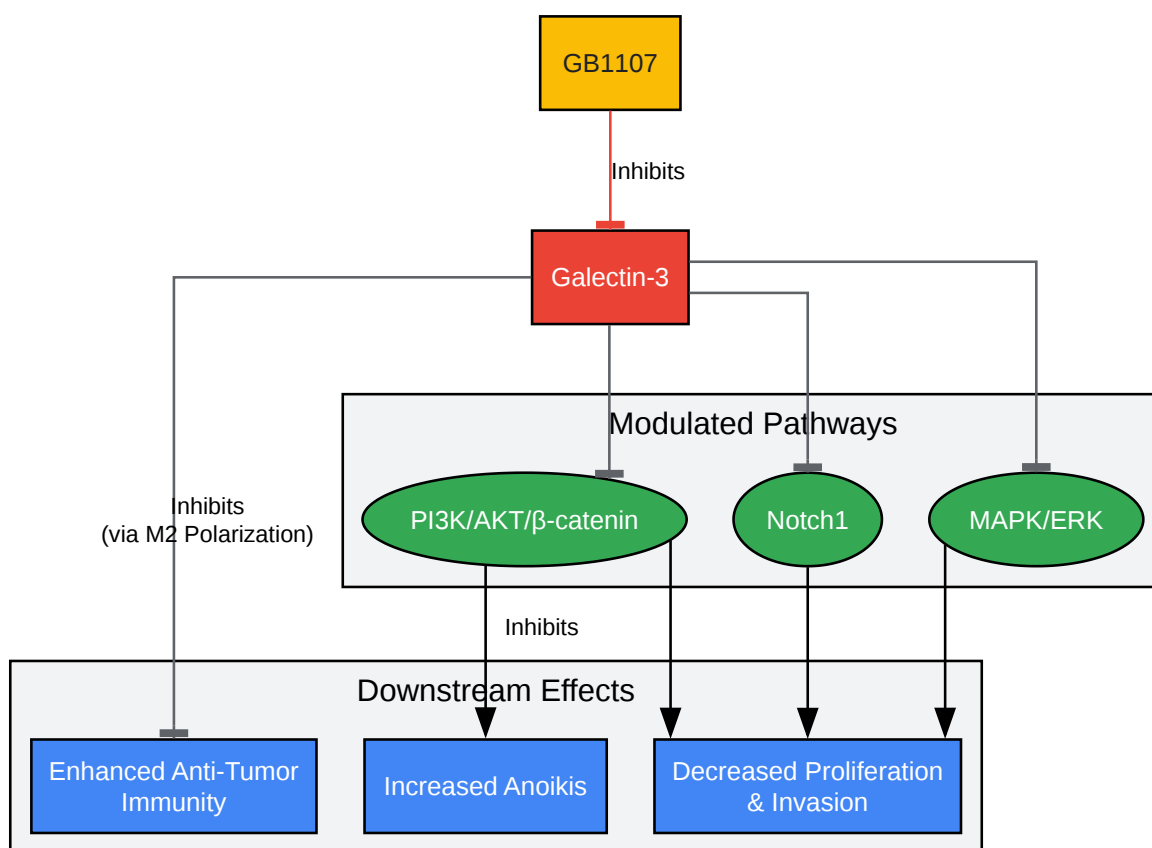 GB1107
Inhibits
Galectin-3
Modulated Pathways
Inhibits
(via M2 Polarization)
PI3K/AKT/β-catenin
Notch1
MAPK/ERK
Inhibits
Downstream Effects
Enhanced Anti-Tumor
Immunity
Increased Anoikis
Decreased Proliferation
& Invasion